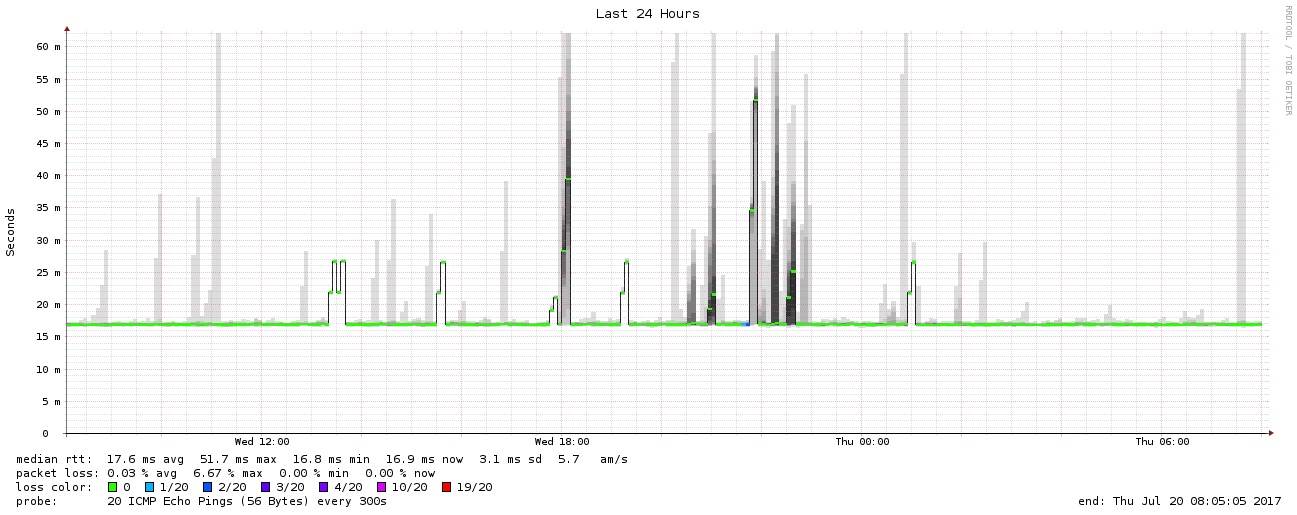 Last 24 Hours
RRDTOOL / TOBI OETIKER
Seconds
60 m
55 m
50 m
45 m
40 m
35 m
30 m
25 m
20 m
15 m
10 m
5 m
0
Wed 12:00 Wed 18:00 Thu 00:00 Thu 06:00
median rtt: 17.6 ms avg 51.7 ms max 16.8 ms min 16.9 ms now 3.1 ms sd 5.7 am/s
packet loss: 0.03 % avg 6.67 % max 0.00 % min 0.00 % now
loss color: 0 1/20 2/20 3/20 4/20 10/20 19/20
probe: 20 ICMP Echo Pings (56 Bytes) every 300s end: Thu Jul 20 08:05:05 2017